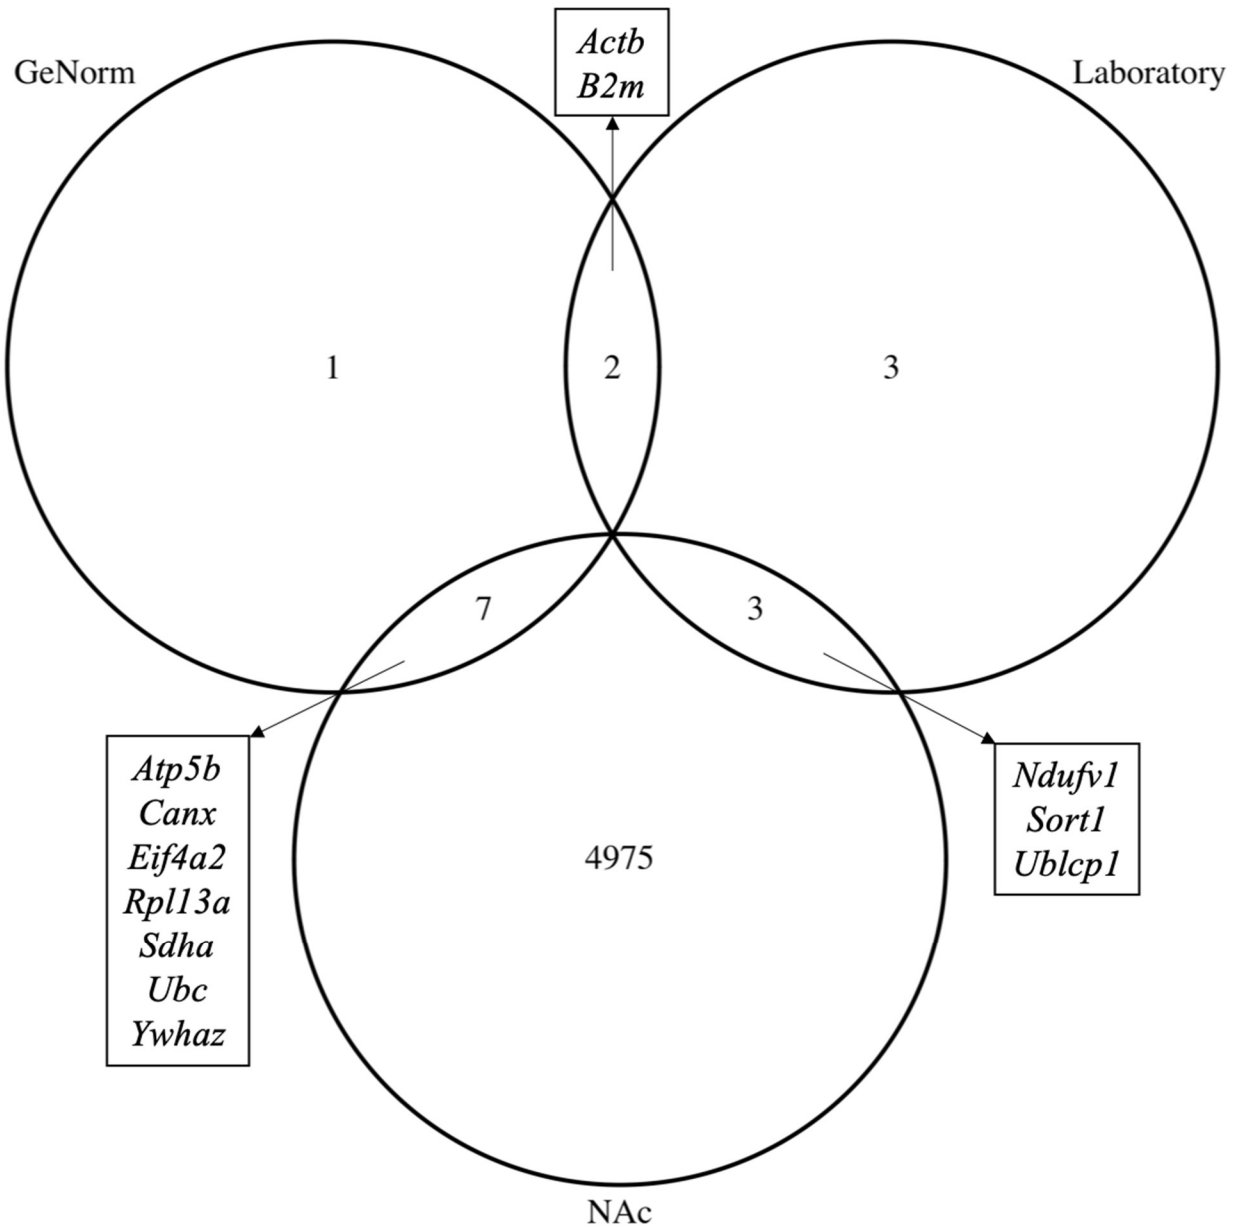 Actb
B2m
GeNorm
Laboratory
1
2
3
7
3
Atp5b
Canx
Eif4a2
Rpl13a
Sdha
Ubc
Ywhaz
Ndufv1
Sort1
Ublcp1
4975
NAc